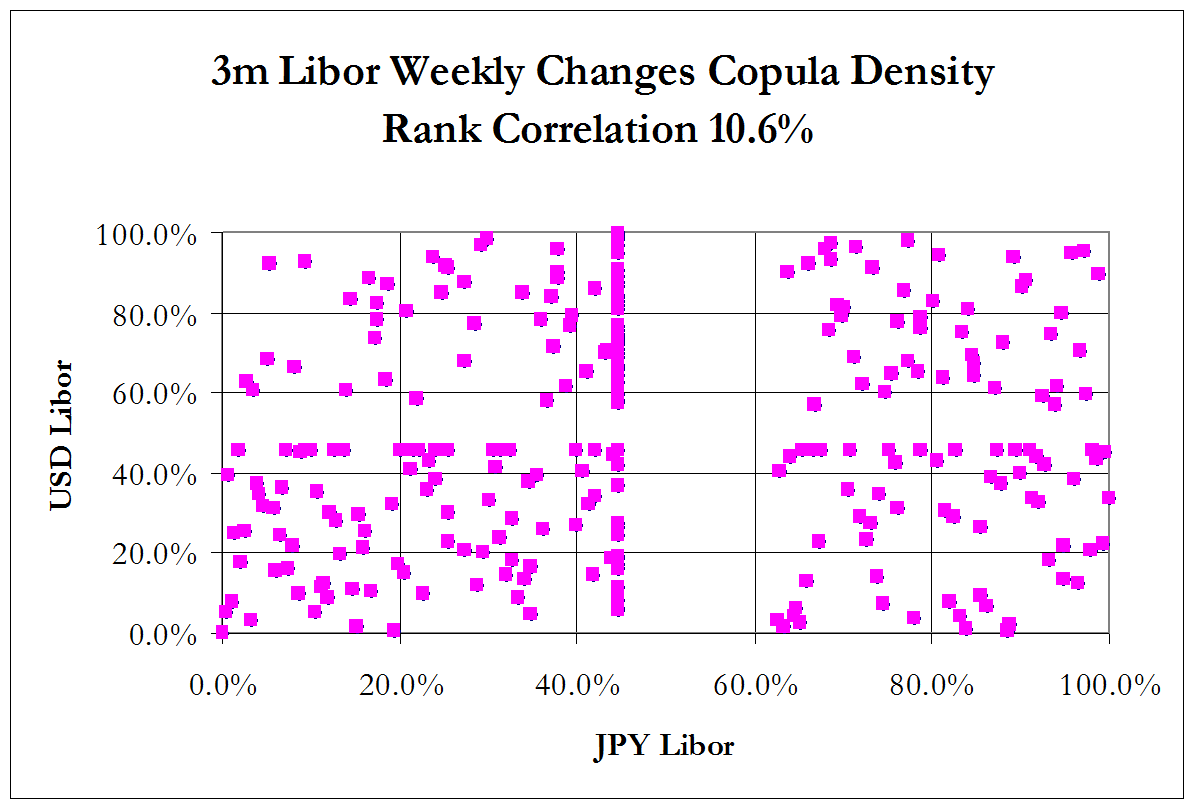 3m Libor Weekly Changes Copula Density
Rank Correlation 10.6%
100.0%
80.0%
60.0%
40.0%
20.0%
0.0%
USD Libor
0.0% 20.0% 40.0% 60.0% 80.0% 100.0%
JPY Libor